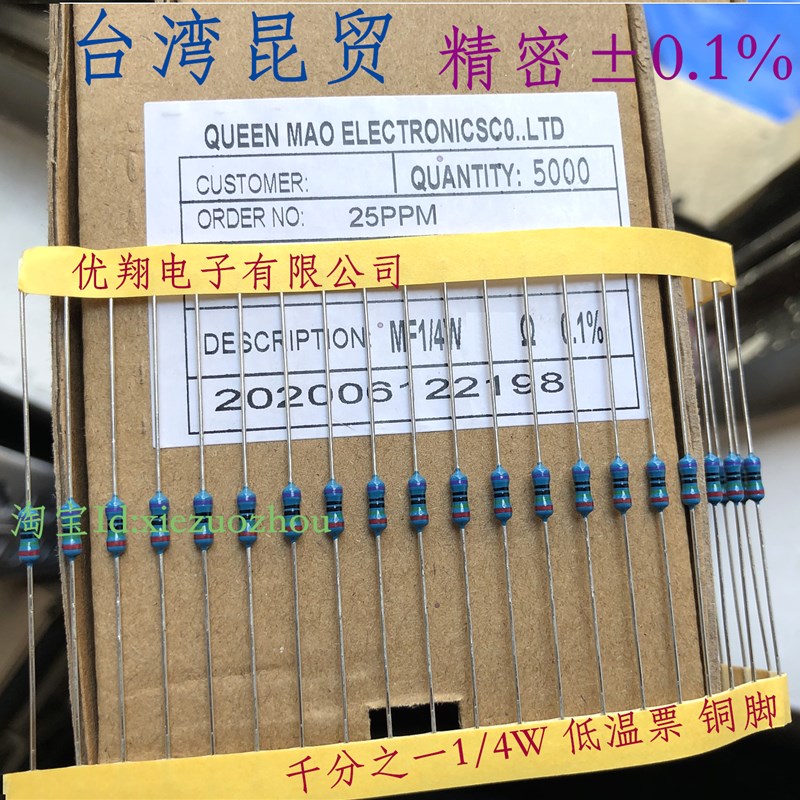 台湾昆贸 精密±0.1%
QUEEN MAO ELECTRONICSCO..LTD
CUSTOMER: QUANTITY: 5000
ORDER NO: 25PPM
优翔电子有限公司
DESCRIPTION: MF1/4W Ω 0.1%
202006122198
淘宝Id:xiezuozhou
千分之一1/4W 低温票 铜脚